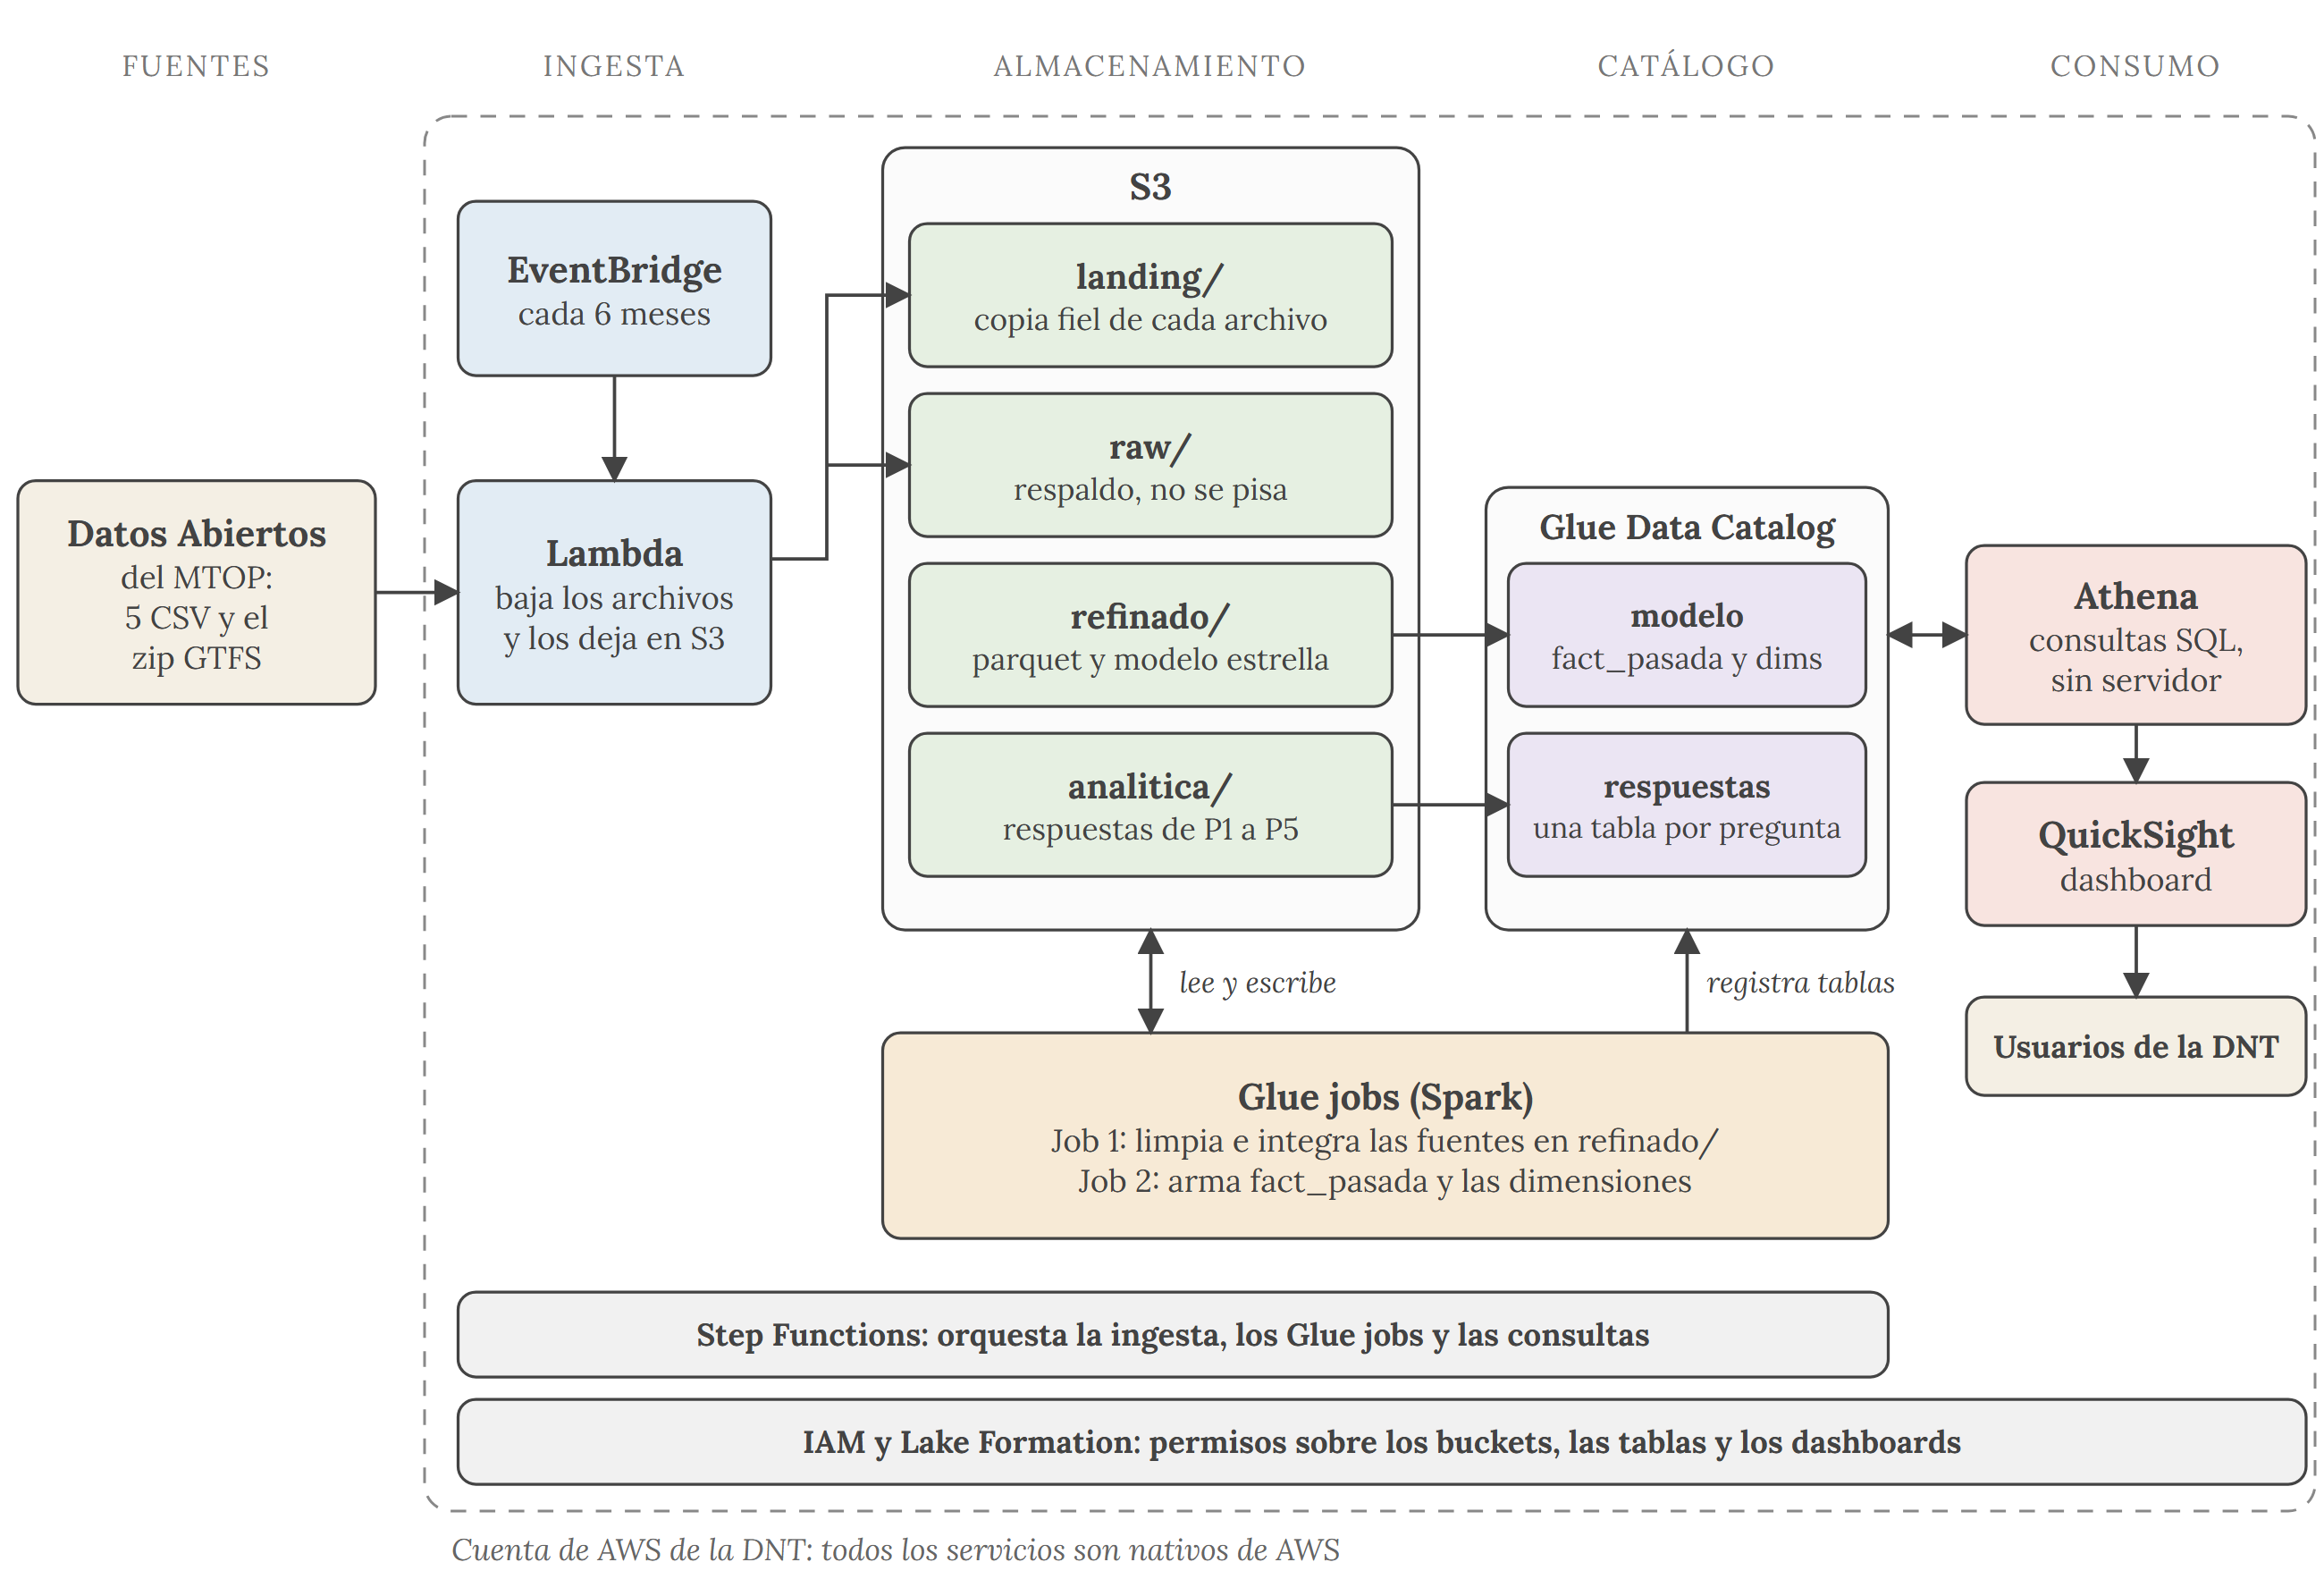 FUENTES
INGESTA
ALMACENAMIENTO
CATÁLOGO
CONSUMO
Datos Abiertos
del MTOP:
5 CSV y el
zip GTFS
EventBridge
cada 6 meses
Lambda
baja los archivos
y los deja en S3
S3
landing/
copia fiel de cada archivo
raw/
respaldo, no se pisa
refinado/
parquet y modelo estrella
analitica/
respuestas de P1 a P5
Glue Data Catalog
modelo
fact_pasada y dims
respuestas
una tabla por pregunta
Athena
consultas SQL,
sin servidor
QuickSight
dashboard
Usuarios de la DNT
lee y escribe
registra tablas
Glue jobs (Spark)
Job 1: limpia e integra las fuentes en refinado/
Job 2: arma fact_pasada y las dimensiones
Step Functions: orquesta la ingesta, los Glue jobs y las consultas
IAM y Lake Formation: permisos sobre los buckets, las tablas y los dashboards
Cuenta de AWS de la DNT: todos los servicios son nativos de AWS